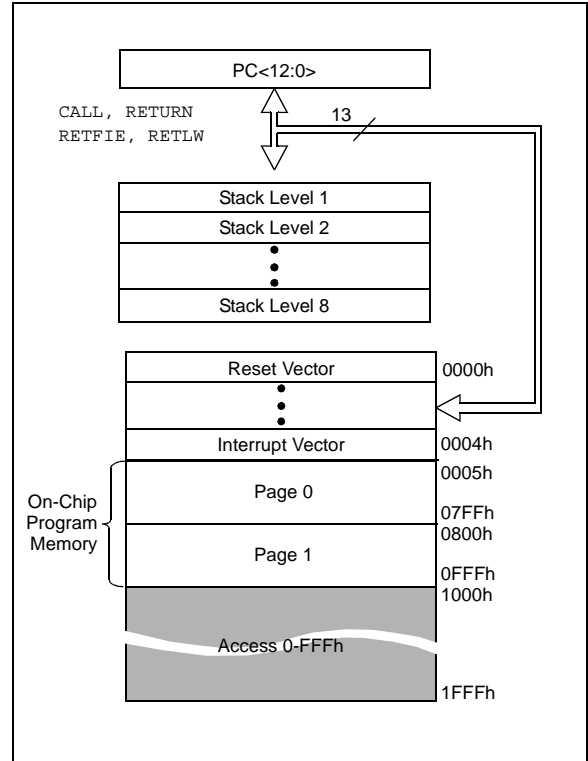 PC<12:0>
CALL, RETURN
RETFIE, RETLW
13
Stack Level 1
Stack Level 2
Stack Level 8
Reset Vector
0000h
Interrupt Vector
0004h
On-Chip
Program
Memory
Page 0
0005h
07FFh
Page 1
0800h
0FFFh
1000h
Access 0-FFFh
1FFFh